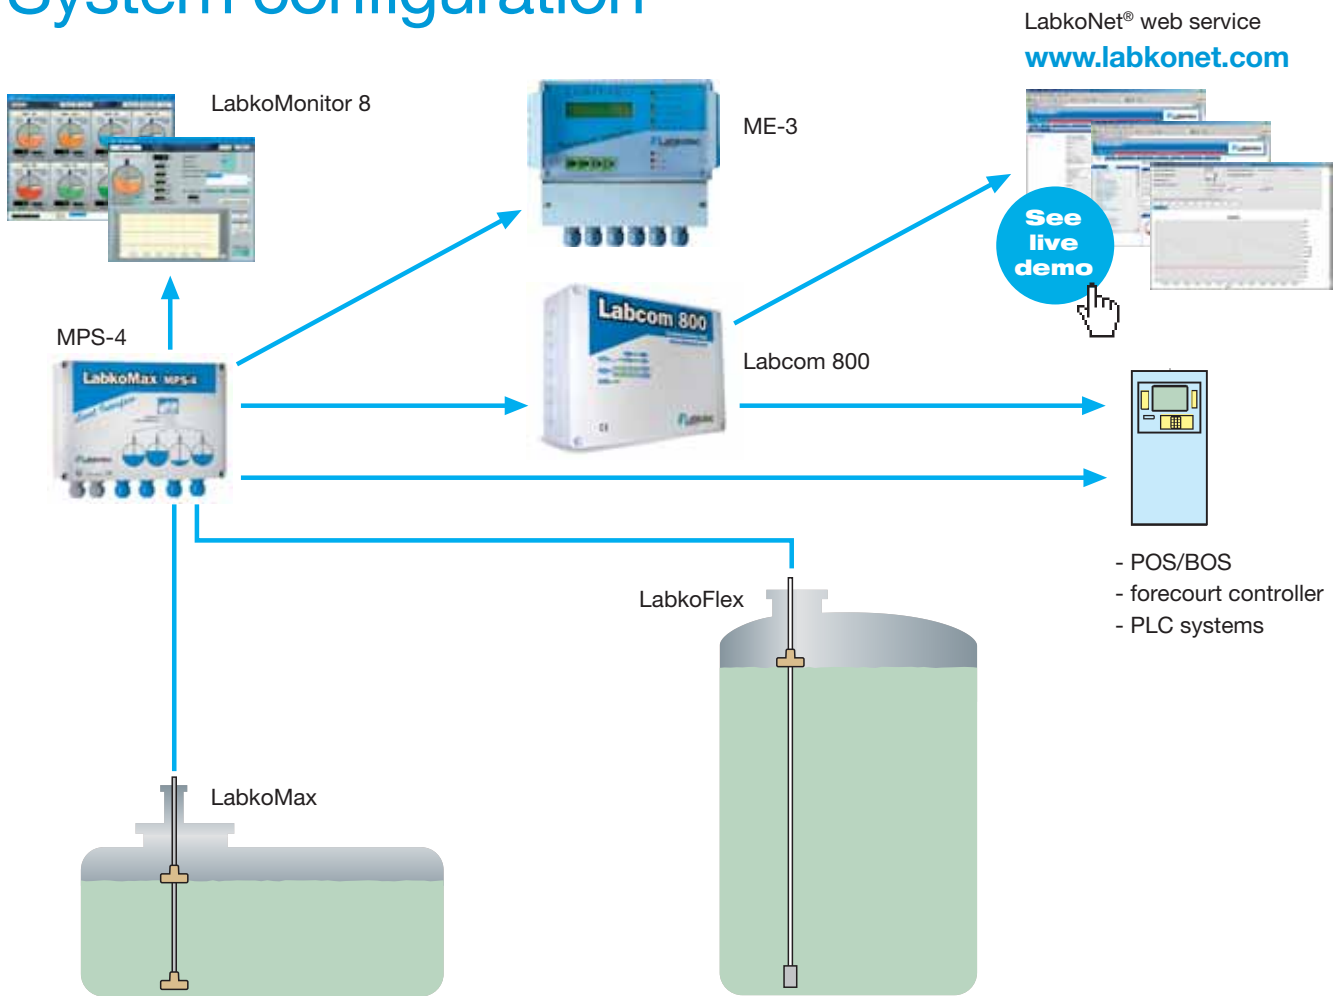 System configuration
LabkoNet® web service
www.labkonet.com
LabkoMonitor 8
ME-3
See
live
demo
MPS-4
LabkoMax MPS-4
Labcom 800
Labcom 800
LabkoFlex
- POS/BOS
- forecourt controller
- PLC systems
LabkoMax